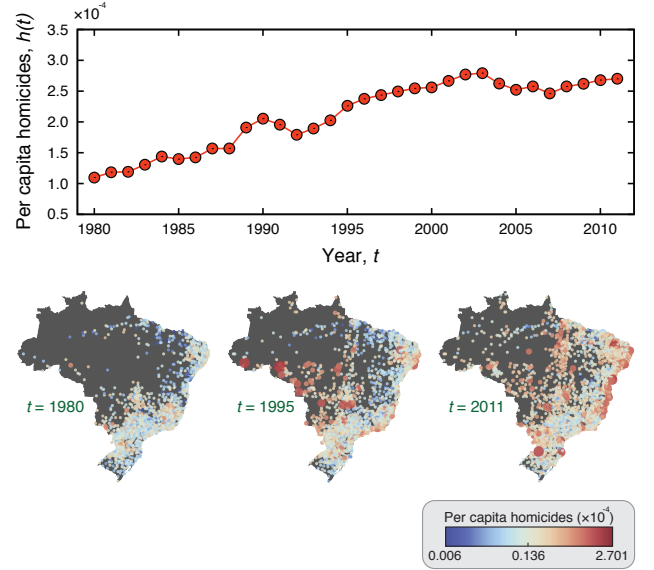 ×10⁻⁴
Per capita homicides, h(t)
3.5
3.0
2.5
2.0
1.5
1.0
0.5
1980 1985 1990 1995 2000 2005 2010
Year, t
t = 1980 t = 1995 t = 2011
Per capita homicides (×10⁻⁴)
0.006 0.136 2.701